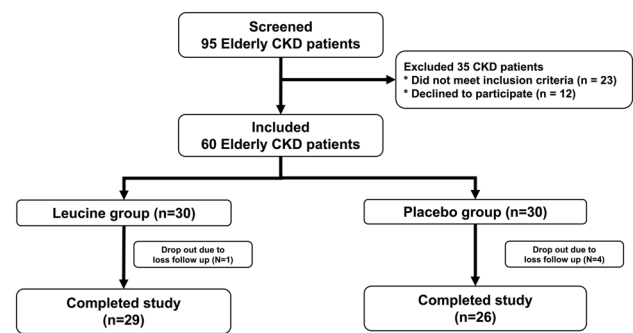 Screened
95 Elderly CKD patients
Excluded 35 CKD patients
* Did not meet inclusion criteria (n = 23)
* Declined to participate (n = 12)
Included
60 Elderly CKD patients
Leucine group (n=30)
Placebo group (n=30)
Drop out due to
loss follow up (N=1)
Drop out due to
loss follow up (N=4)
Completed study
(n=29)
Completed study
(n=26)